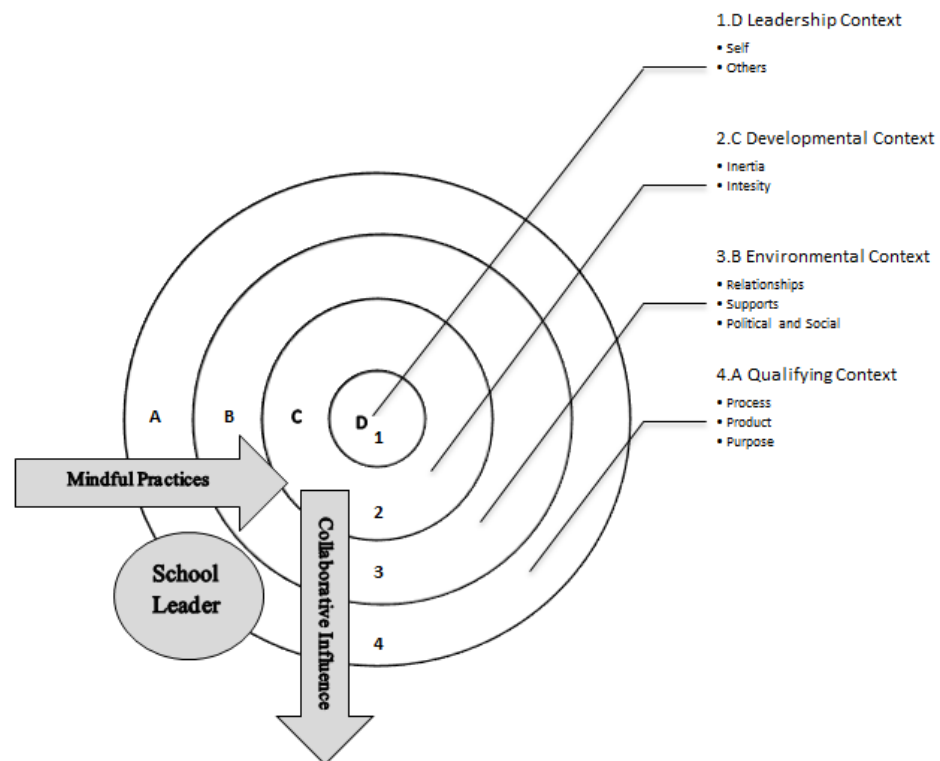 1.D Leadership Context
• Self
• Others
2.C Developmental Context
• Inertia
• Intesity
3.B Environmental Context
• Relationships
• Supports
• Political and Social
4.A Qualifying Context
• Process
• Product
• Purpose
A
B
C
D
1
Mindful Practices
2
Collaborative Influence
3
School
Leader
4